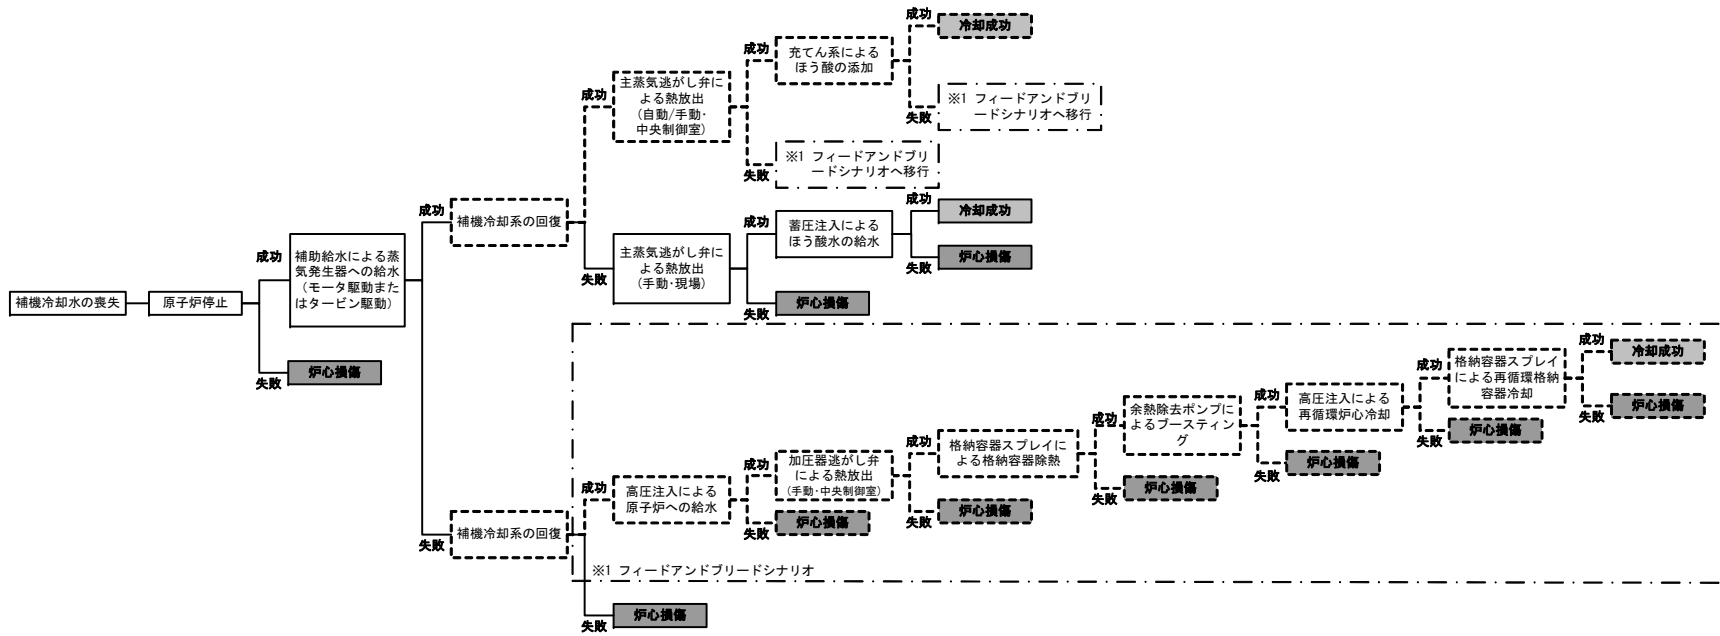 補機冷却水の喪失
原子炉停止
成功
補助給水による蒸
気発生器への給水
(モータ駆動また
はタービン駆動)
失敗
炉心損傷
成功
補機冷却系の回復
成功
主蒸気逃がし弁に
よる熱放出
(自動/手動・
中央制御室)
成功
充てん系による
ほう酸の添加
成功
冷却成功
失敗
※1 フィードアンドブリ
ードシナリオへ移行
失敗
※1 フィードアンドブリ
ードシナリオへ移行
失敗
主蒸気逃がし弁に
よる熱放出
(手動・現場)
成功
蓄圧注入による
ほう酸水の給水
成功
冷却成功
失敗
炉心損傷
失敗
炉心損傷
失敗
補機冷却系の回復
成功
高圧注入による
原子炉への給水
成功
加圧器逃がし弁
による熱放出
(手動・中央制御室)
成功
格納容器スプレイに
よる格納容器除熱
成功
余熱除去ポンプに
よるブースティン
グ
成功
高圧注入による
再循環炉心冷却
成功
格納容器スプレイ
による再循環格納
容器冷却
成功
冷却成功
失敗
炉心損傷
失敗
炉心損傷
失敗
炉心損傷
失敗
炉心損傷
失敗
炉心損傷
失敗
炉心損傷
※1 フィードアンドブリードシナリオ
失敗
炉心損傷